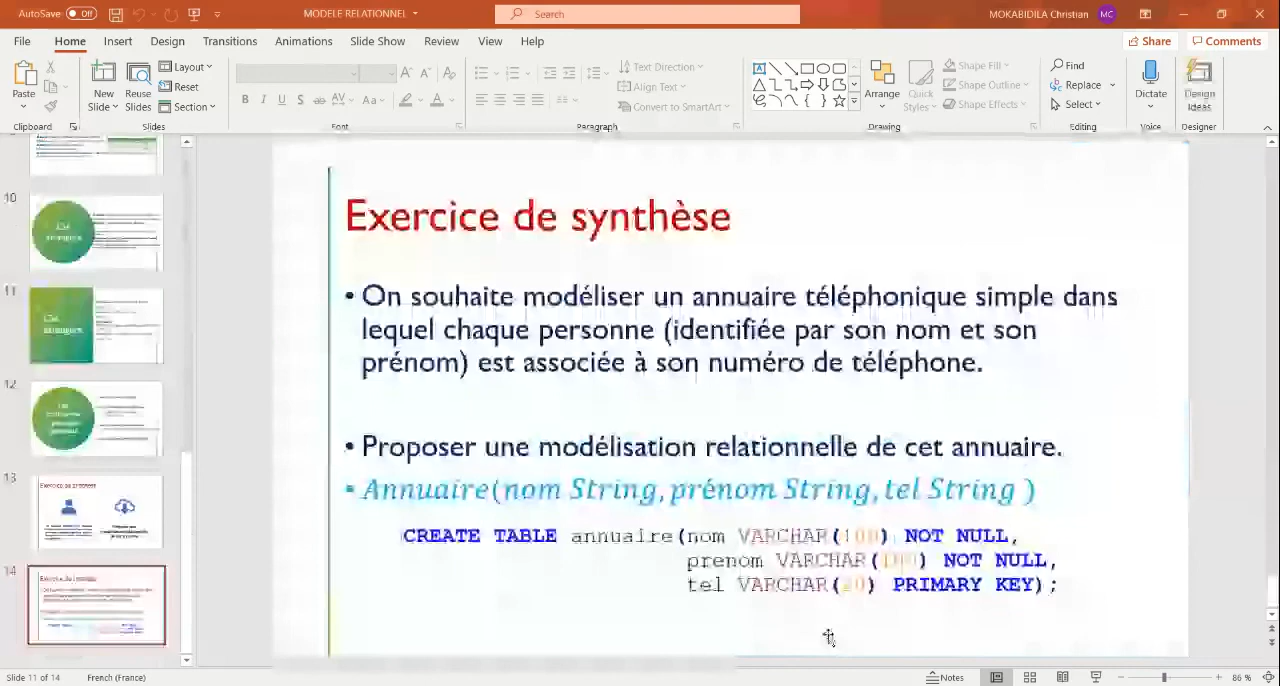 AutoSave Off
MODELE RELATIONNEL
Search
MOKABIDILA Christian
MC
File Home Insert Design Transitions Animations Slide Show Review View Help
Share
Comments
Paste
New Slide
Reuse Slides
Layout
Reset
Section
Text Direction
Align Text
Convert to SmartArt
Arrange
Quick Styles
Shape Fill
Shape Outline
Shape Effects
Find
Replace
Select
Dictate
Design Ideas
Clipboard
Slides
Font
Paragraph
Drawing
Editing
Voice
Designer
10
11
12
13
14
Exercice de synthèse
• On souhaite modéliser un annuaire téléphonique simple dans
lequel chaque personne (identifiée par son nom et son
prénom) est associée à son numéro de téléphone.
• Proposer une modélisation relationnelle de cet annuaire.
• Annuaire(nom String, prénom String, tel String )
CREATE TABLE annuaire(nom VARCHAR(100) NOT NULL,
prenom VARCHAR(100) NOT NULL,
tel VARCHAR(20) PRIMARY KEY);
Slide 11 of 14
French (France)
Notes
86 %